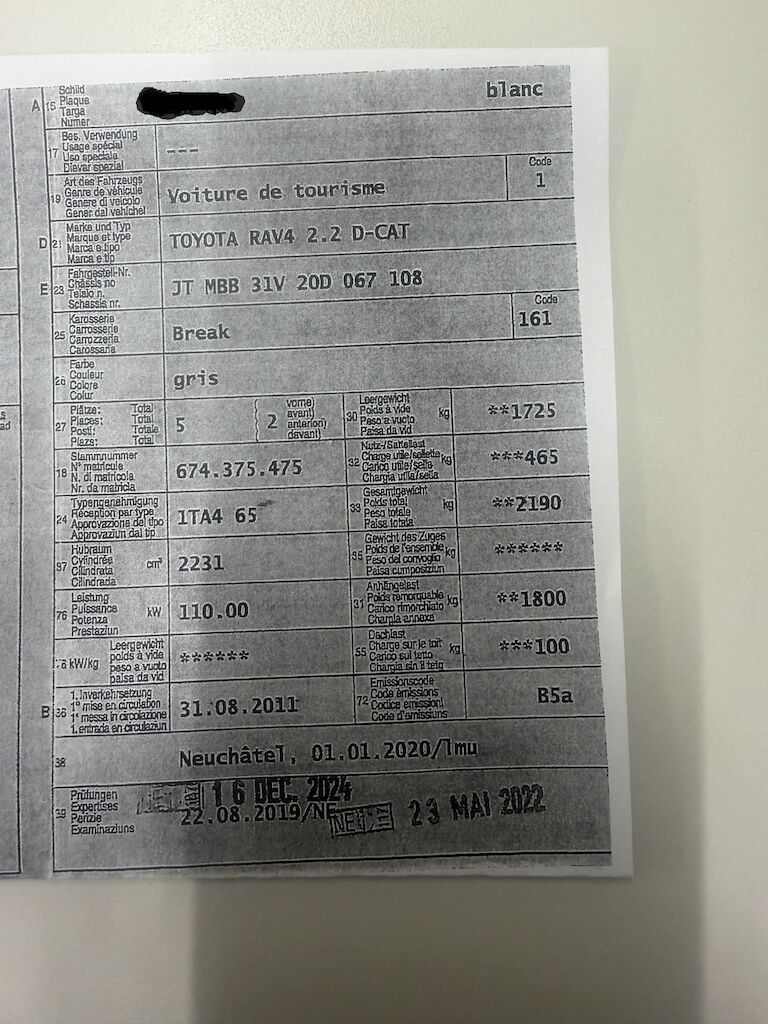 A 15 Schild
Plaque
Targa
Numer
blanc
17 Bes. Verwendung
Usage spécial
Uso speciale
Diever spezial
---
19 Art des Fahrzeugs
Genre de véhicule
Genere di veicolo
Gener dal vehichel
Voiture de tourisme
Code
1
D 21 Marke und Typ
Marque et type
Marca e tipo
Marca e tip
TOYOTA RAV4 2.2 D-CAT
E 23 Fahrgestell-Nr.
Châssis no
Telaio n.
Schassis nr.
JT MBB 31V 20D 067 108
25 Karosserie
Carrosserie
Carrozzeria
Carossaria
Break
Code
161
26 Farbe
Couleur
Colore
Colur
gris
27 Plätze: Total
Places: Total
Posti: Totale
Plazs: Total
5
2
vorne)
avant)
anteriori)
davant)
30 Leergewicht
Poids à vide
Peso a vuoto
Paisa da vid
kg
**1725
18 Stammnummer
N° matricule
N. di matricola
Nr. da matricla
674.375.475
32 Nutz-/Sattellast
Charge utile/sellette
Carico utile/sella
Chargia utila/sella
kg
***465
24 Typengenehmigung
Réception par type
Approvazione del tipo
Approvaziun dal tip
1TA4 65
33 Gesamtgewicht
Poids total
Peso totale
Paisa totala
kg
**2190
37 Hubraum
Cylindrée
Cilindrata
Cilindrada
cm³
2231
35 Gewicht des Zuges
Poids de l'ensemble
Peso del convoglio
Paisa cumposiziun
kg
******
76 Leistung
Puissance
Potenza
Prestaziun
kW
110.00
31 Anhängelast
Poids remorquable
Carico rimorchiato
Chargia annexa
kg
**1800
kW/kg
Leergewicht
poids à vide
peso a vuoto
paisa da vid
******
55 Dachlast
Charge sur le toit
Carico sul tetto
Chargia sin il tetg
kg
***100
B 36 1. Inverkehrsetzung
1re mise en circulation
1a messa in circolazione
1. entrada en circulaziun
31.08.2011
72 Emissionscode
Code émissions
Codice emissioni
Code d'emissiuns
B5a
38
Neuchâtel, 01.01.2020/lmu
39 Prüfungen
Expertises
Perizie
Examinaziuns
16 DEC. 2024
22.08.2019/NE
NE 117
23 MAI 2022